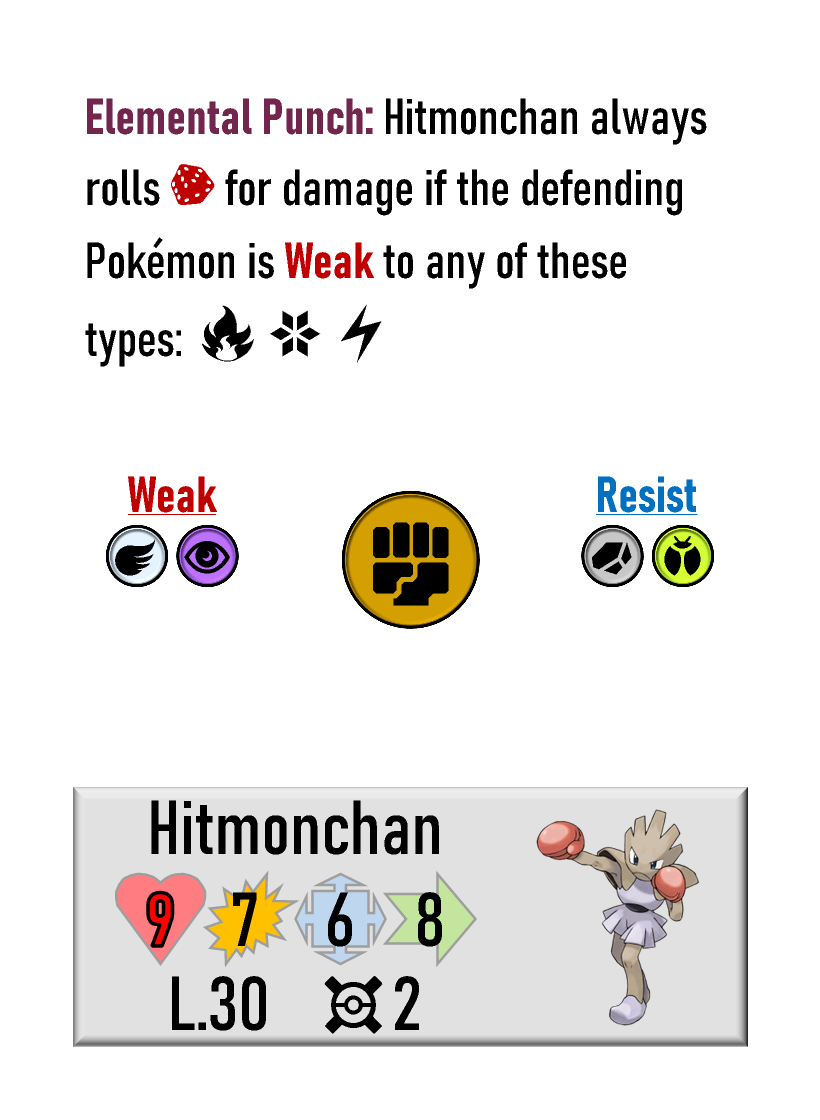 Elemental Punch: Hitmonchan always
rolls for damage if the defending
Pokémon is Weak to any of these
types:
Weak
Resist
Hitmonchan
9 7 6 8
L.30 2